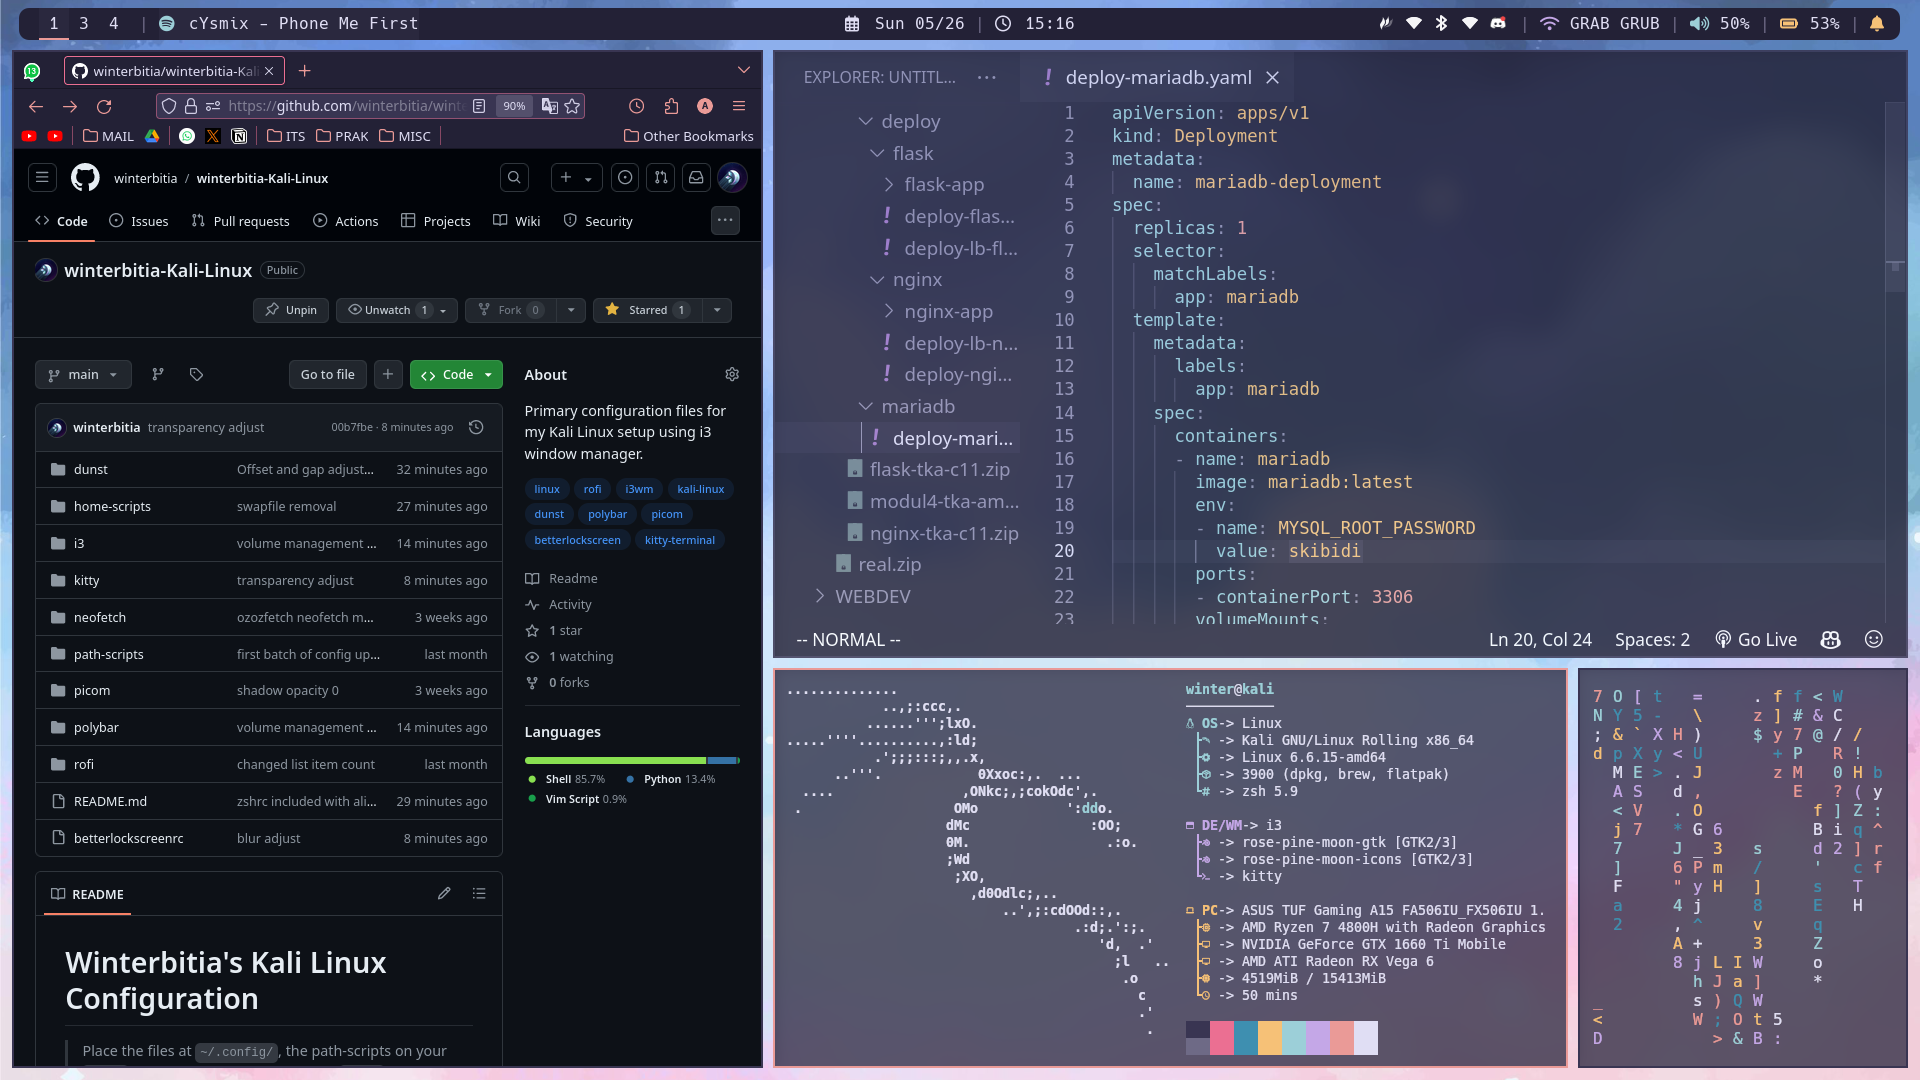 1 3 4 | cYsmix - Phone Me First
Sun 05/26 | 15:16
| GRAB GRUB | 50% | 53% |
13
winterbitia/winterbitia-Kali
https://github.com/winterbitia/wint
90%
A
MAIL
X
ITS
PRAK
MISC
Other Bookmarks
winterbitia / winterbitia-Kali-Linux
Code
Issues
Pull requests
Actions
Projects
Wiki
Security
winterbitia-Kali-Linux Public
Unpin
Unwatch 1
Fork 0
Starred 1
main
Go to file
Code
winterbitia transparency adjust 00b7fbe · 8 minutes ago
dunst Offset and gap adjust... 32 minutes ago
home-scripts swapfile removal 27 minutes ago
i3 volume management ... 14 minutes ago
kitty transparency adjust 8 minutes ago
neofetch ozozfetch neofetch m... 3 weeks ago
path-scripts first batch of config up... last month
picom shadow opacity 0 3 weeks ago
polybar volume management ... 14 minutes ago
rofi changed list item count last month
README.md zshrc included with ali... 29 minutes ago
betterlockscreenrc blur adjust 8 minutes ago
README
Winterbitia's Kali Linux
Configuration
Place the files at ~/.config/, the path-scripts on your
About
Primary configuration files for
my Kali Linux setup using i3
window manager.
linux rofi i3wm kali-linux
dunst polybar picom
betterlockscreen kitty-terminal
Readme
Activity
1 star
1 watching
0 forks
Languages
Shell 85.7% Python 13.4%
Vim Script 0.9%
EXPLORER: UNTITL... ···
deploy
flask
flask-app
! deploy-flas...
! deploy-lb-fl...
nginx
nginx-app
! deploy-lb-n...
! deploy-ngi...
mariadb
! deploy-mari...
flask-tka-c11.zip
modul4-tka-am...
nginx-tka-c11.zip
real.zip
WEBDEV
! deploy-mariadb.yaml
1 apiVersion: apps/v1
2 kind: Deployment
3 metadata:
4 name: mariadb-deployment
5 spec:
6 replicas: 1
7 selector:
8 matchLabels:
9 app: mariadb
10 template:
11 metadata:
12 labels:
13 app: mariadb
14 spec:
15 containers:
16 - name: mariadb
17 image: mariadb:latest
18 env:
19 - name: MYSQL_ROOT_PASSWORD
20 value: skibidi
21 ports:
22 - containerPort: 3306
23 volumeMounts:
-- NORMAL --
Ln 20, Col 24
Spaces: 2
Go Live
winter@kali
OS-> Linux
-> Kali GNU/Linux Rolling x86_64
-> Linux 6.6.15-amd64
-> 3900 (dpkg, brew, flatpak)
# -> zsh 5.9
DE/WM-> i3
-> rose-pine-moon-gtk [GTK2/3]
-> rose-pine-moon-icons [GTK2/3]
-> kitty
PC-> ASUS TUF Gaming A15 FA506IU_FX506IU 1.
-> AMD Ryzen 7 4800H with Radeon Graphics
-> NVIDIA GeForce GTX 1660 Ti Mobile
-> AMD ATI Radeon RX Vega 6
-> 4519MiB / 15413MiB
-> 50 mins